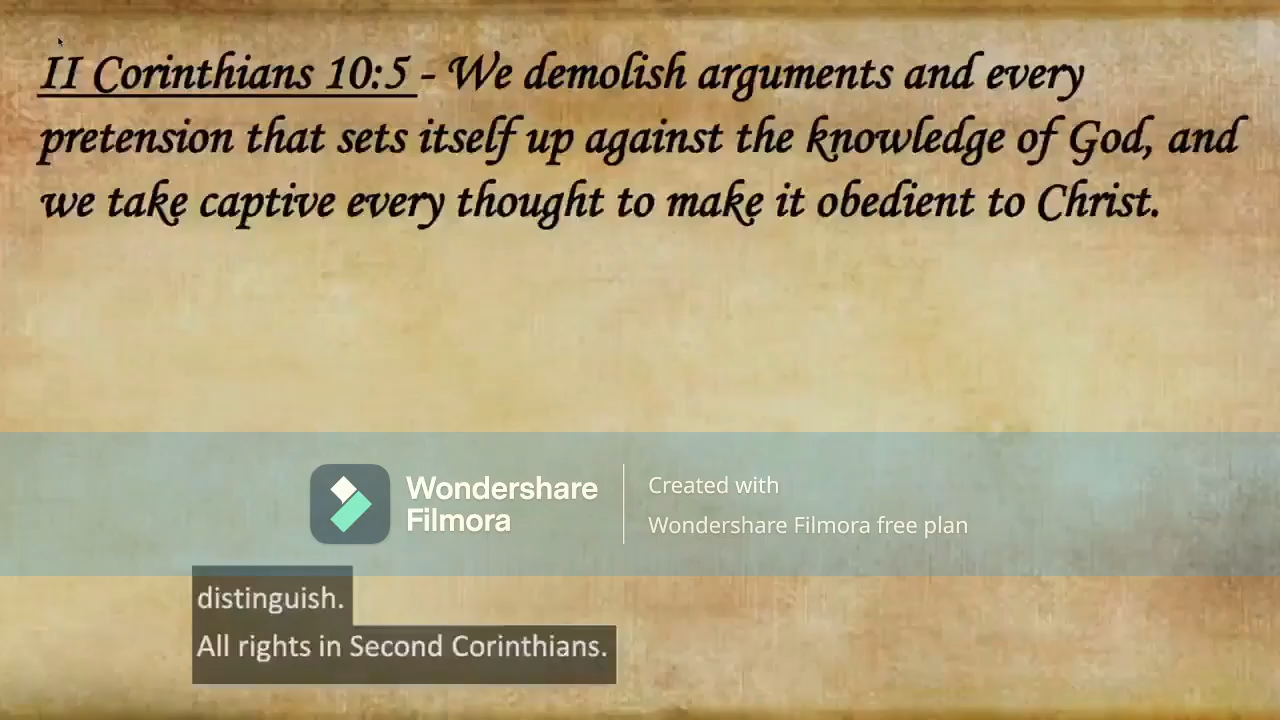 II Corinthians 10:5 - We demolish arguments and every
pretension that sets itself up against the knowledge of God, and
we take captive every thought to make it obedient to Christ.
Wondershare
Filmora
Created with
Wondershare Filmora free plan
distinguish.
All rights in Second Corinthians.